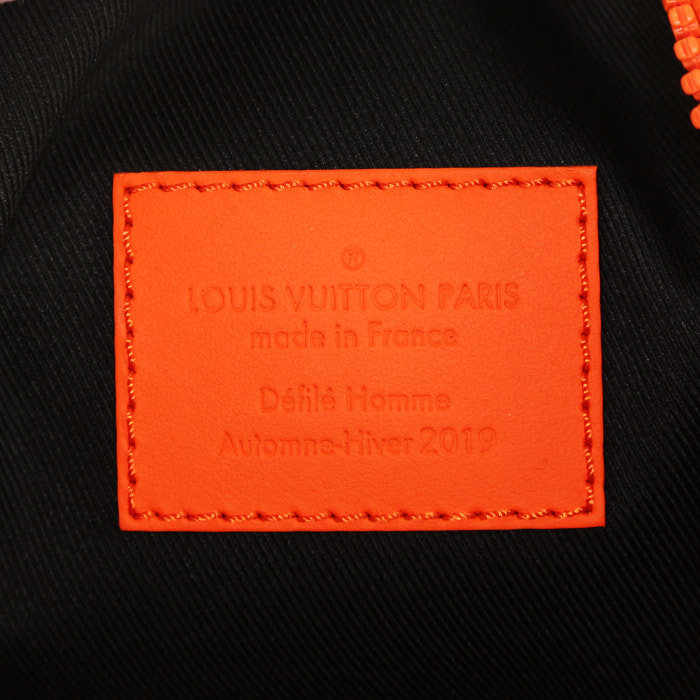 ®
LOUIS VUITTON PARIS
made in France
Défilé Homme
Automne-Hiver 2019